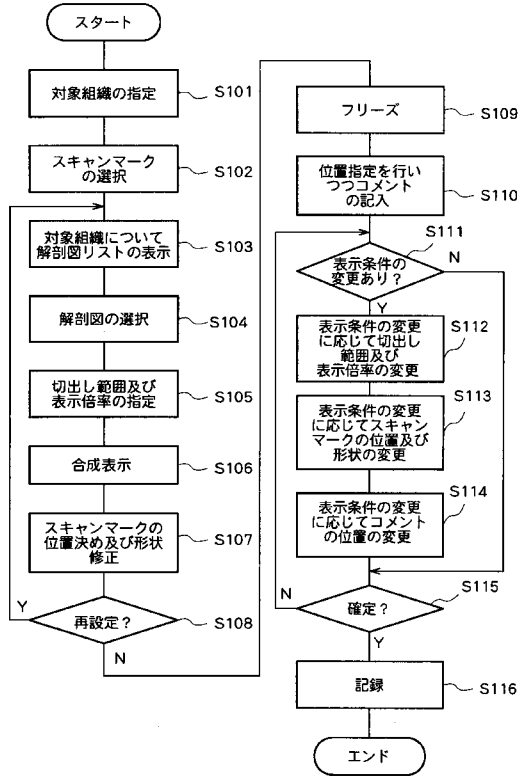 スタート
対象組織の指定
S101
スキャンマーク
の選択
S102
対象組織について
解剖図リストの表示
S103
解剖図の選択
S104
切出し範囲及び
表示倍率の指定
S105
合成表示
S106
スキャンマークの
位置決め及び形状
修正
S107
再設定?
S108
Y
N
フリーズ
S109
位置指定を行い
つつコメント
の記入
S110
表示条件の
変更あり?
S111
N
Y
表示条件の変更
に応じて切出し
範囲及び
表示倍率の変更
S112
表示条件の変更
に応じてスキャン
マークの位置及び
形状の変更
S113
表示条件の変更
に応じてコメント
の位置の変更
S114
確定?
S115
N
Y
記録
S116
エンド